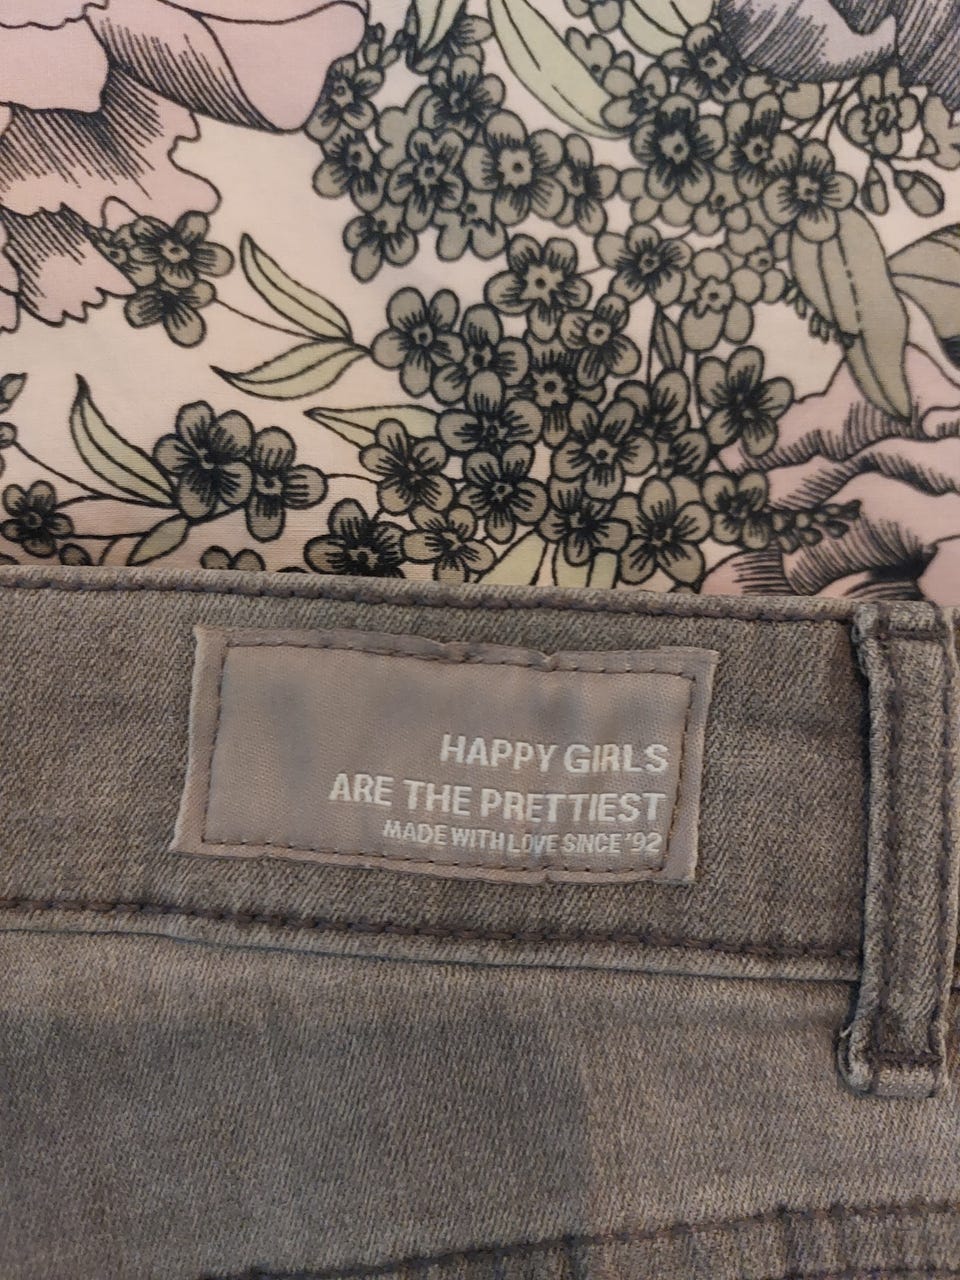 HAPPY GIRLS
ARE THE PRETTIEST
MADE WITH LOVE SINCE '92